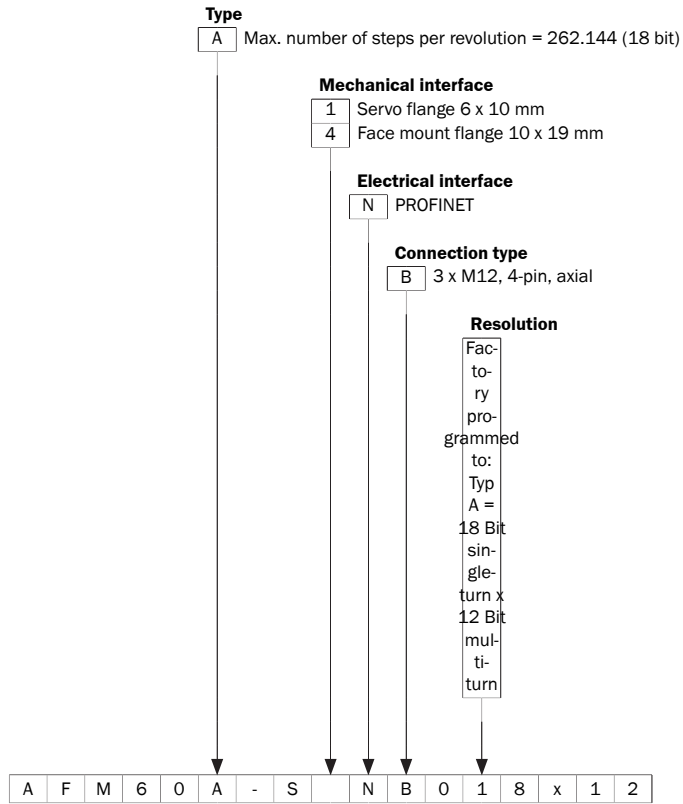 Type
A Max. number of steps per revolution = 262.144 (18 bit)
Mechanical interface
1 Servo flange 6 x 10 mm
4 Face mount flange 10 x 19 mm
Electrical interface
N PROFINET
Connection type
B 3 x M12, 4-pin, axial
Resolution
Fac-
to-
ry
pro-
grammed
to:
Typ
A =
18 Bit
sin-
gle-
turn x
12 Bit
mul-
ti-
turn
A F M 6 0 A - S N B 0 1 8 x 1 2